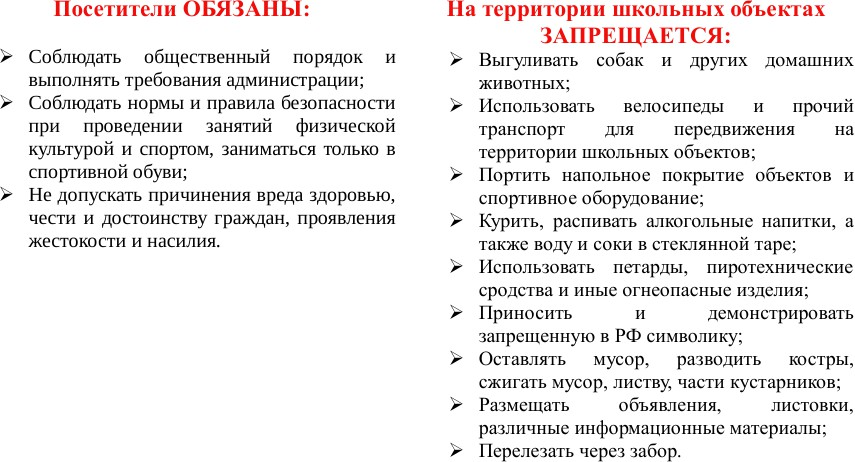 Посетители ОБЯЗАНЫ:
➢ Соблюдать общественный порядок и
выполнять требования администрации;
➢ Соблюдать нормы и правила безопасности
при проведении занятий физической
культурой и спортом, заниматься только в
спортивной обуви;
➢ Не допускать причинения вреда здоровью,
чести и достоинству граждан, проявления
жестокости и насилия.
На территории школьных объектах
ЗАПРЕЩАЕТСЯ:
➢ Выгуливать собак и других домашних
животных;
➢ Использовать велосипеды и прочий
транспорт для передвижения на
территории школьных объектов;
➢ Портить напольное покрытие объектов и
спортивное оборудование;
➢ Курить, распивать алкогольные напитки, а
также воду и соки в стеклянной таре;
➢ Использовать петарды, пиротехнические
сродства и иные огнеопасные изделия;
➢ Приносить и демонстрировать
запрещенную в РФ символику;
➢ Оставлять мусор, разводить костры,
сжигать мусор, листву, части кустарников;
➢ Размещать объявления, листовки,
различные информационные материалы;
➢ Перелезать через забор.